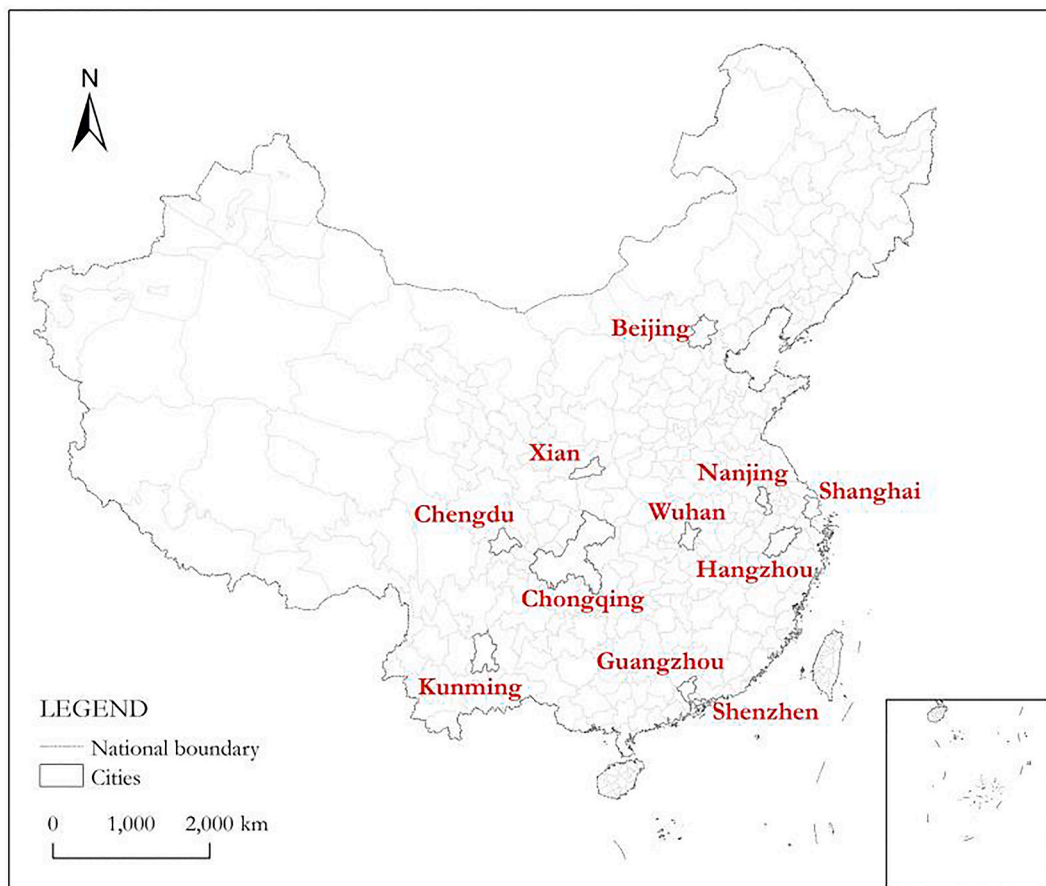 N
Beijing
Xian
Nanjing
Shanghai
Chengdu
Wuhan
Hangzhou
Chongqing
Guangzhou
Kunming
Shenzhen
LEGEND
National boundary
Cities
0 1,000 2,000 km